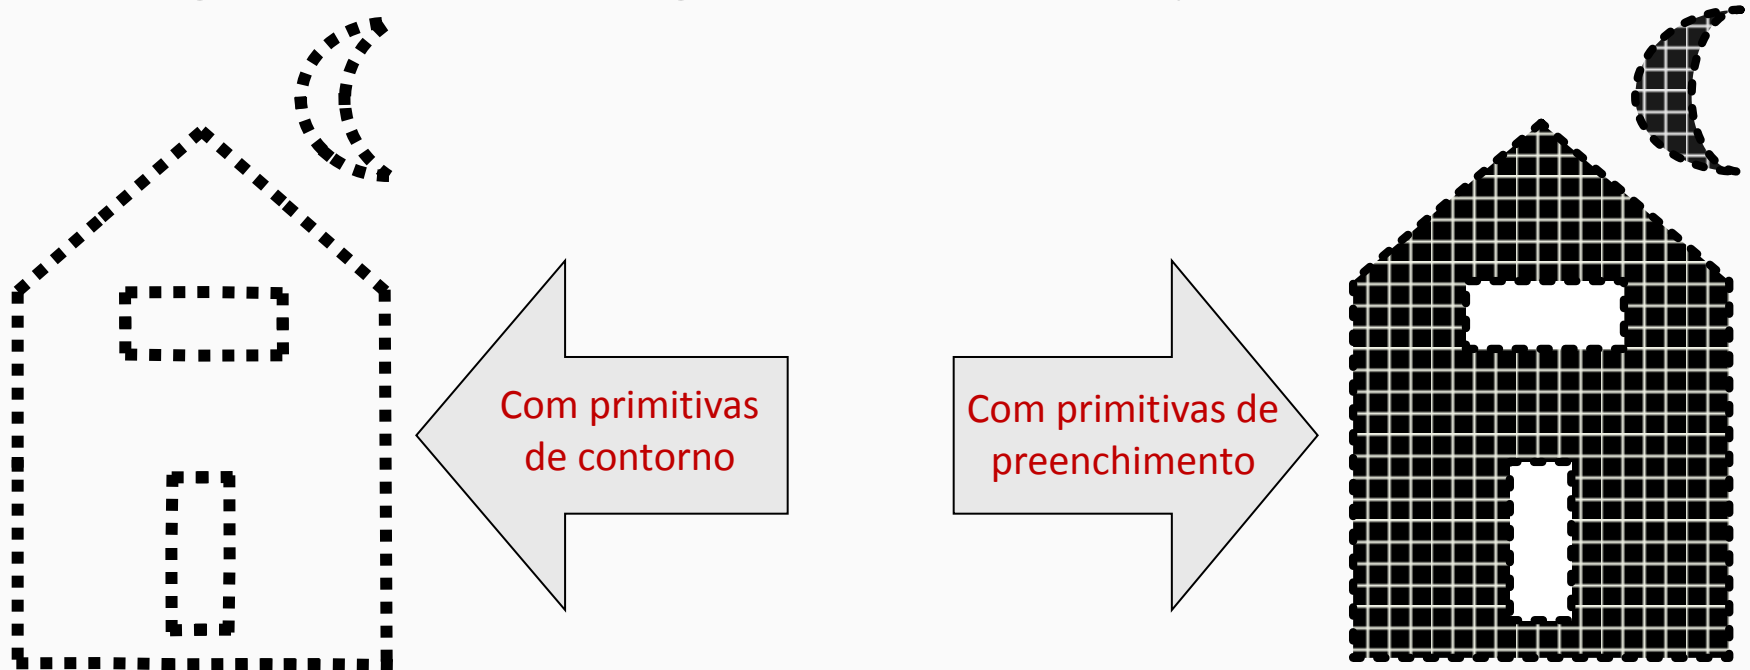 Com primitivas
de contorno
Com primitivas de
preenchimento